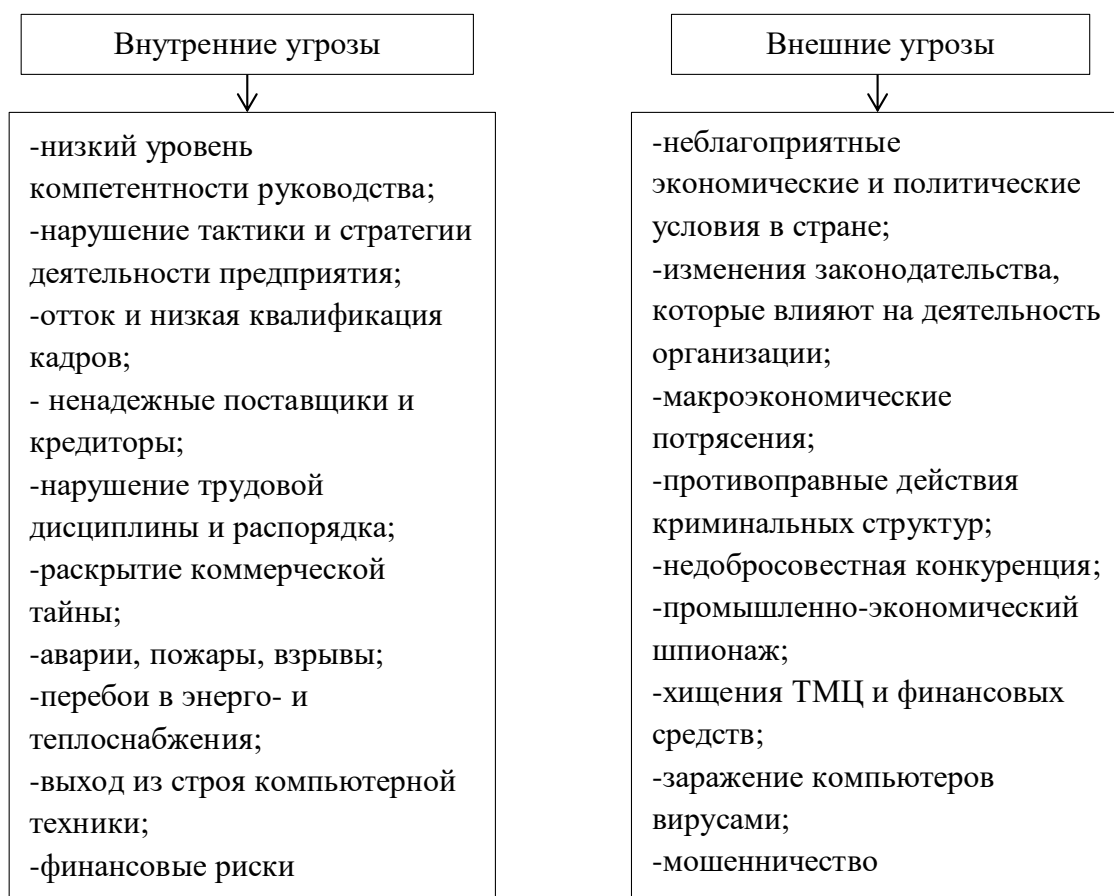 Внутренние угрозы
-низкий уровень
компетентности руководства;
-нарушение тактики и стратегии
деятельности предприятия;
-отток и низкая квалификация
кадров;
- ненадежные поставщики и
кредиторы;
-нарушение трудовой
дисциплины и распорядка;
-раскрытие коммерческой
тайны;
-аварии, пожары, взрывы;
-перебои в энерго- и
теплоснабжения;
-выход из строя компьютерной
техники;
-финансовые риски
Внешние угрозы
-неблагоприятные
экономические и политические
условия в стране;
-изменения законодательства,
которые влияют на деятельность
организации;
-макроэкономические
потрясения;
-противоправные действия
криминальных структур;
-недобросовестная конкуренция;
-промышленно-экономический
шпионаж;
-хищения ТМЦ и финансовых
средств;
-заражение компьютеров
вирусами;
-мошенничество